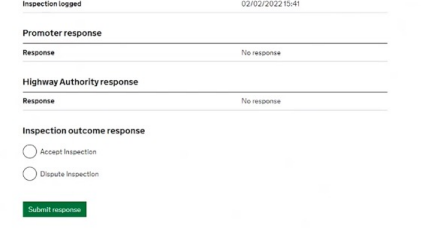 Inspection logged 02/02/2022 15:41
Promoter response
Response No response
Highway Authority response
Response No response
Inspection outcome response
Accept Inspection
Dispute Inspection
Submit response